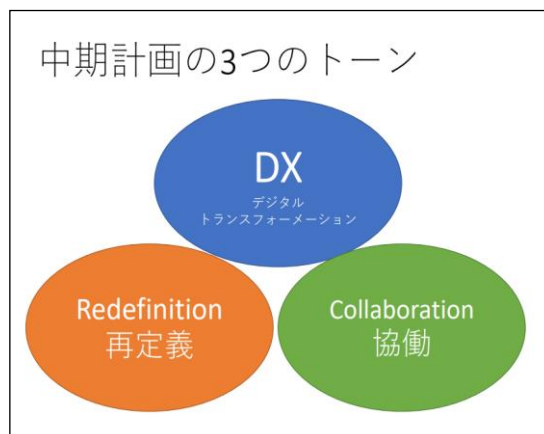 中期計画の3つのトーン
DX
デジタル
トランスフォーメーション
Redefinition
再定義
Collaboration
協働